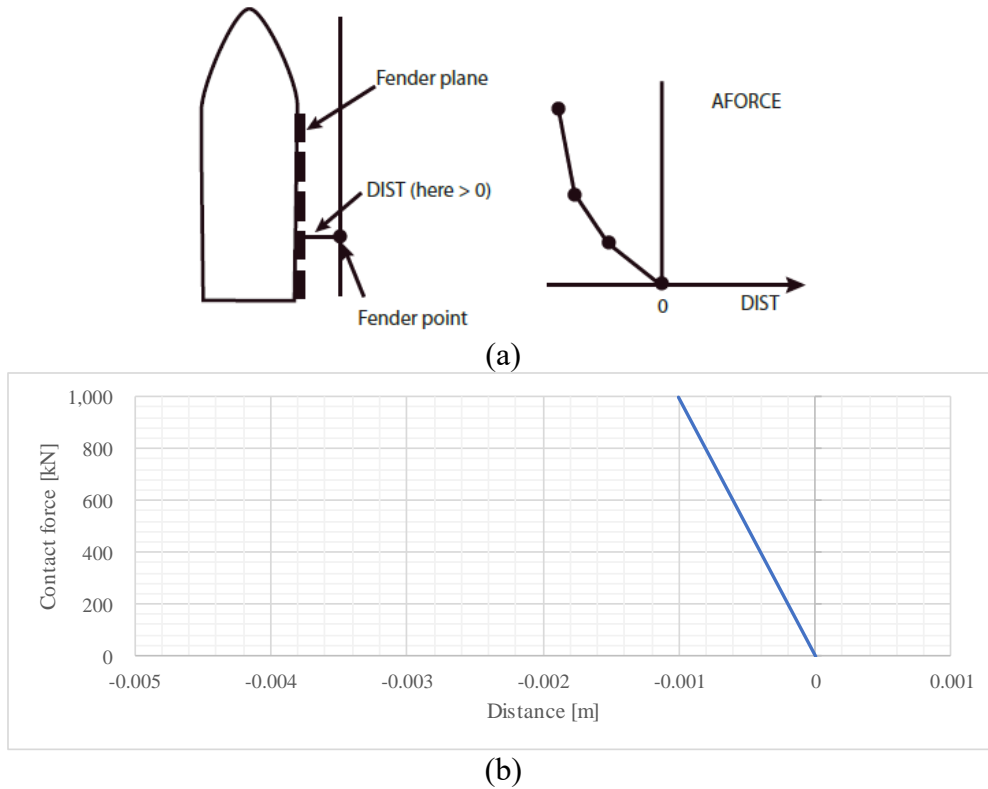 Fender plane
AFORCE
DIST (here > 0)
0
DIST
Fender point
(a)
1,000
800
600
400
200
0
Contact force [kN]
-0.005
-0.004
-0.003
-0.002
-0.001
0
0.001
Distance [m]
(b)